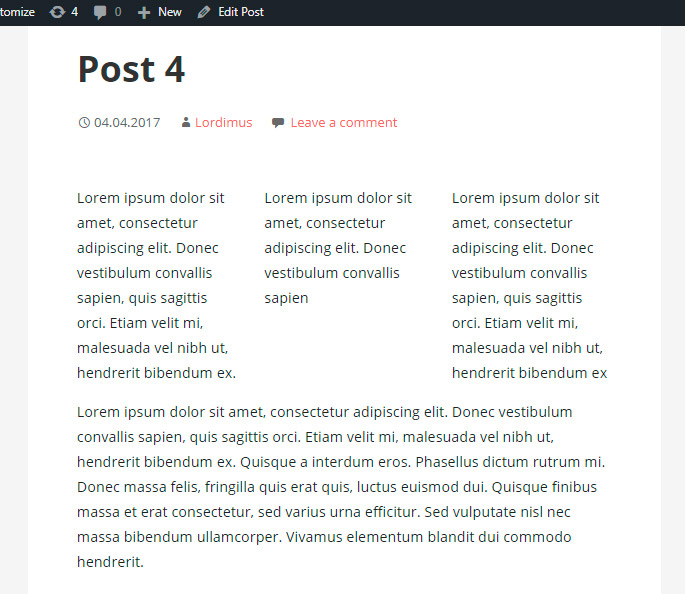 tomize 4 0 New Edit Post
Post 4
04.04.2017 Lordimus Leave a comment
Lorem ipsum dolor sit
amet, consectetur
adipiscing elit. Donec
vestibulum convallis
sapien, quis sagittis
orci. Etiam velit mi,
malesuada vel nibh ut,
hendrerit bibendum ex.
Lorem ipsum dolor sit
amet, consectetur
adipiscing elit. Donec
vestibulum convallis
sapien
Lorem ipsum dolor sit
amet, consectetur
adipiscing elit. Donec
vestibulum convallis
sapien, quis sagittis
orci. Etiam velit mi,
malesuada vel nibh ut,
hendrerit bibendum ex
Lorem ipsum dolor sit amet, consectetur adipiscing elit. Donec vestibulum
convallis sapien, quis sagittis orci. Etiam velit mi, malesuada vel nibh ut,
hendrerit bibendum ex. Quisque a interdum eros. Phasellus dictum rutrum mi.
Donec massa felis, fringilla quis erat quis, luctus euismod dui. Quisque finibus
massa et erat consectetur, sed varius urna efficitur. Sed vulputate nisl nec
massa bibendum ullamcorper. Vivamus elementum blandit dui commodo
hendrerit.